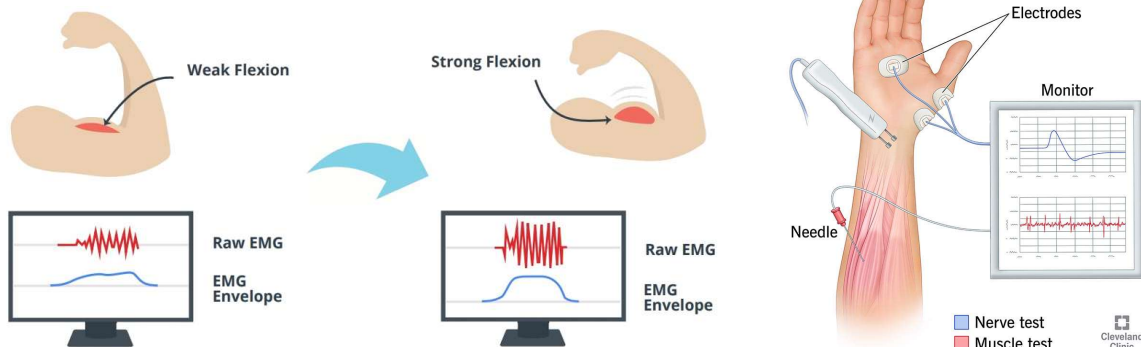 Weak Flexion
Raw EMG
EMG
Envelope
Strong Flexion
Raw EMG
EMG
Envelope
Electrodes
Monitor
Needle
Nerve test
Muscle test
Cleveland
Clinic